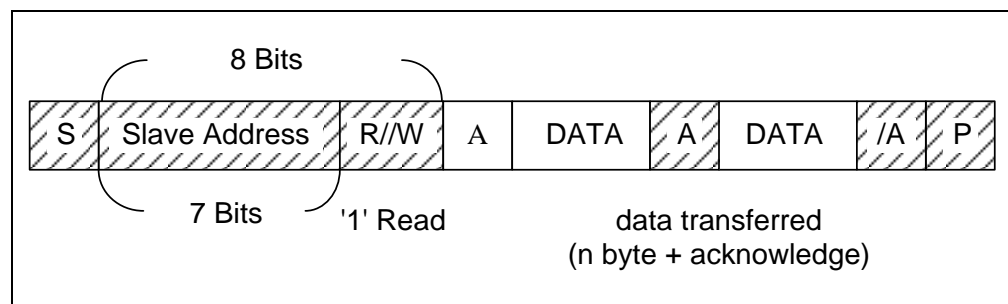 8 Bits
S Slave Address R//W A DATA A DATA /A P
7 Bits '1' Read data transferred
(n byte + acknowledge)